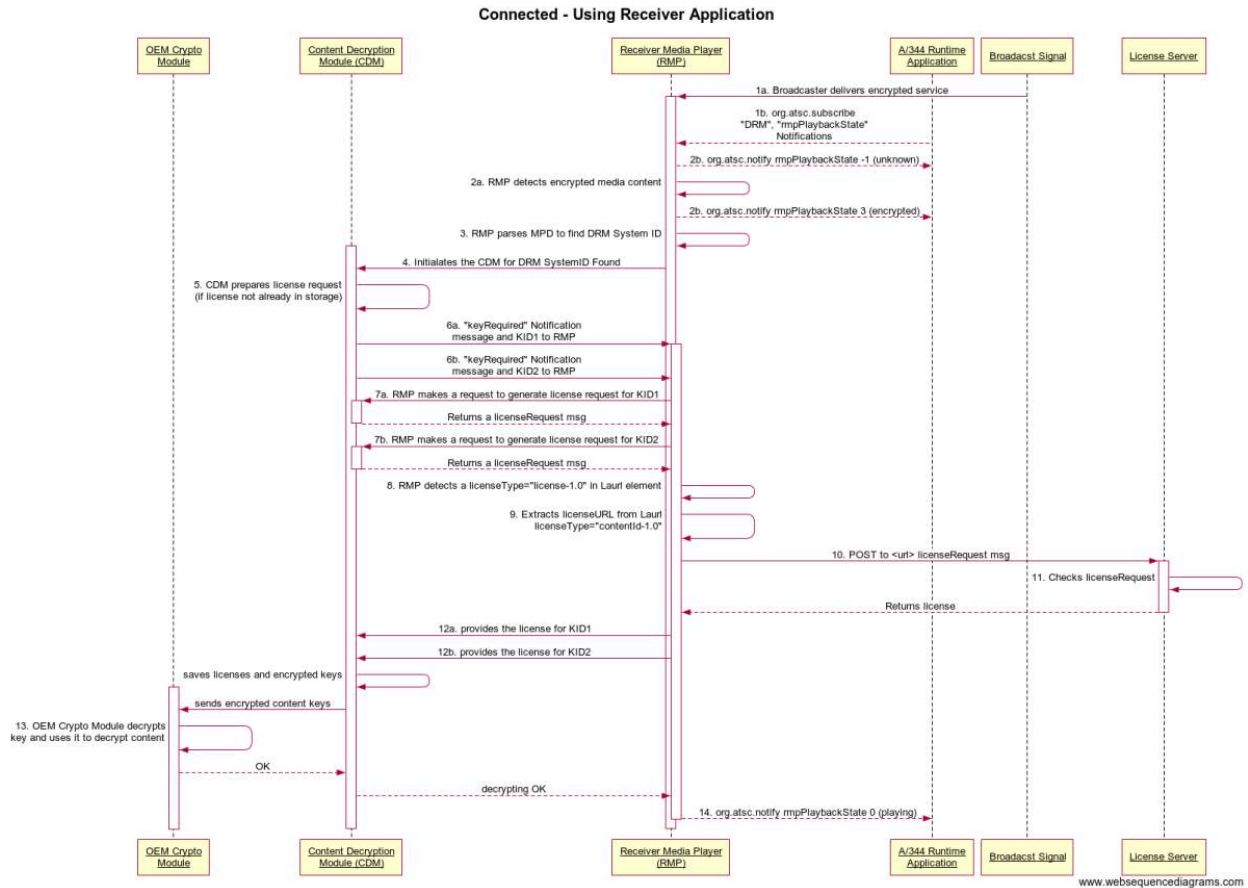 Connected - Using Receiver Application
OEM Crypto
Module
Content Decryption
Module (CDM)
Receiver Media Player
(RMP)
A/344 Runtime
Application
Broadacst Signal
License Server
1a. Broadcaster delivers encrypted service
1b. org.atsc.subscribe
"DRM", "rmpPlaybackState"
Notifications
2b. org.atsc.notify rmpPlaybackState -1 (unknown)
2a. RMP detects encrypted media content
2b. org.atsc.notify rmpPlaybackState 3 (encrypted)
3. RMP parses MPD to find DRM System ID
4. Initialates the CDM for DRM SystemID Found
5. CDM prepares license request
(if license not already in storage)
6a. "keyRequired" Notification
message and KID1 to RMP
6b. "keyRequired" Notification
message and KID2 to RMP
7a. RMP makes a request to generate license request for KID1
Returns a licenseRequest msg
7b. RMP makes a request to generate license request for KID2
Returns a licenseRequest msg
8. RMP detects a licenseType="license-1.0" in Laurl element
9. Extracts licenseURL from Laurl
licenseType="contentId-1.0"
10. POST to <url> licenseRequest msg
11. Checks licenseRequest
Returns license
12a. provides the license for KID1
12b. provides the license for KID2
saves licenses and encrypted keys
sends encrypted content keys
13. OEM Crypto Module decrypts
key and uses it to decrypt content
OK
decrypting OK
14. org.atsc.notify rmpPlaybackState 0 (playing)
OEM Crypto
Module
Content Decryption
Module (CDM)
Receiver Media Player
(RMP)
A/344 Runtime
Application
Broadacst Signal
License Server
www.websequencediagrams.com